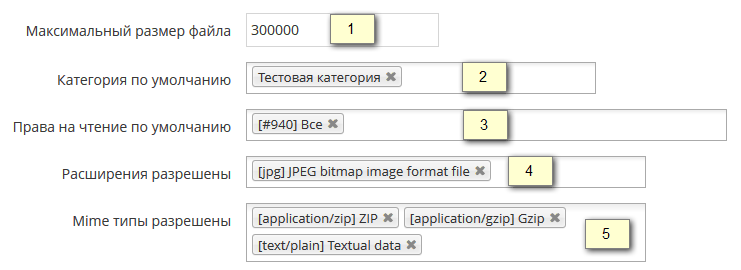 Максимальный размер файла 300000 1
Категория по умолчанию Тестовая категория ✖ 2
Права на чтение по умолчанию [#940] Все ✖ 3
Расширения разрешены [jpg] JPEG bitmap image format file ✖ 4
Mime типы разрешены [application/zip] ZIP ✖ [application/gzip] Gzip ✖ 5
[text/plain] Textual data ✖